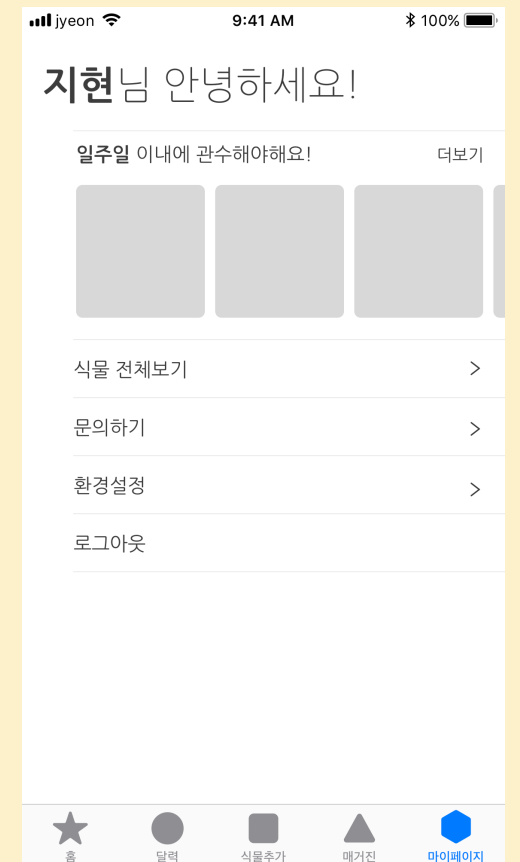 jyeon 9:41 AM 100%
지현님 안녕하세요!
일주일 이내에 관수해야해요! 더보기
식물 전체보기
문의하기
환경설정
로그아웃
홈 달력 식물추가 매거진 마이페이지